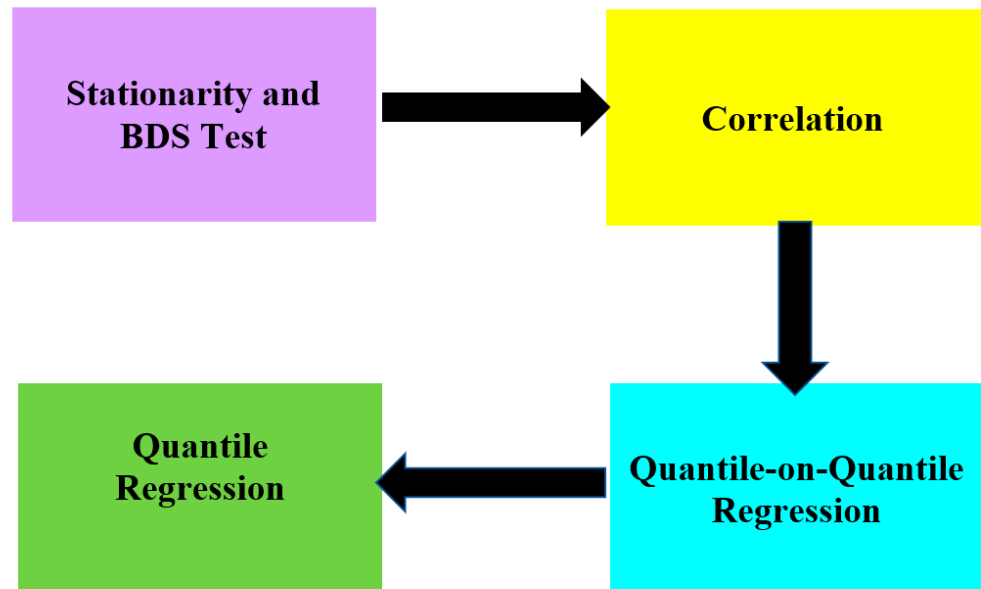 Stationarity and
BDS Test
Correlation
Quantile-on-Quantile
Regression
Quantile
Regression